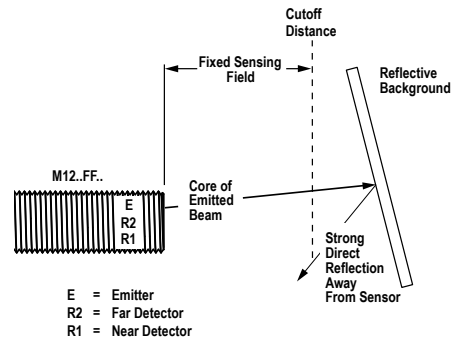 Cutoff
Distance
Fixed Sensing
Field
Reflective
Background
M12..FF..
E
R2
R1
Core of
Emitted
Beam
Strong
Direct
Reflection
Away
From Sensor
E = Emitter
R2 = Far Detector
R1 = Near Detector